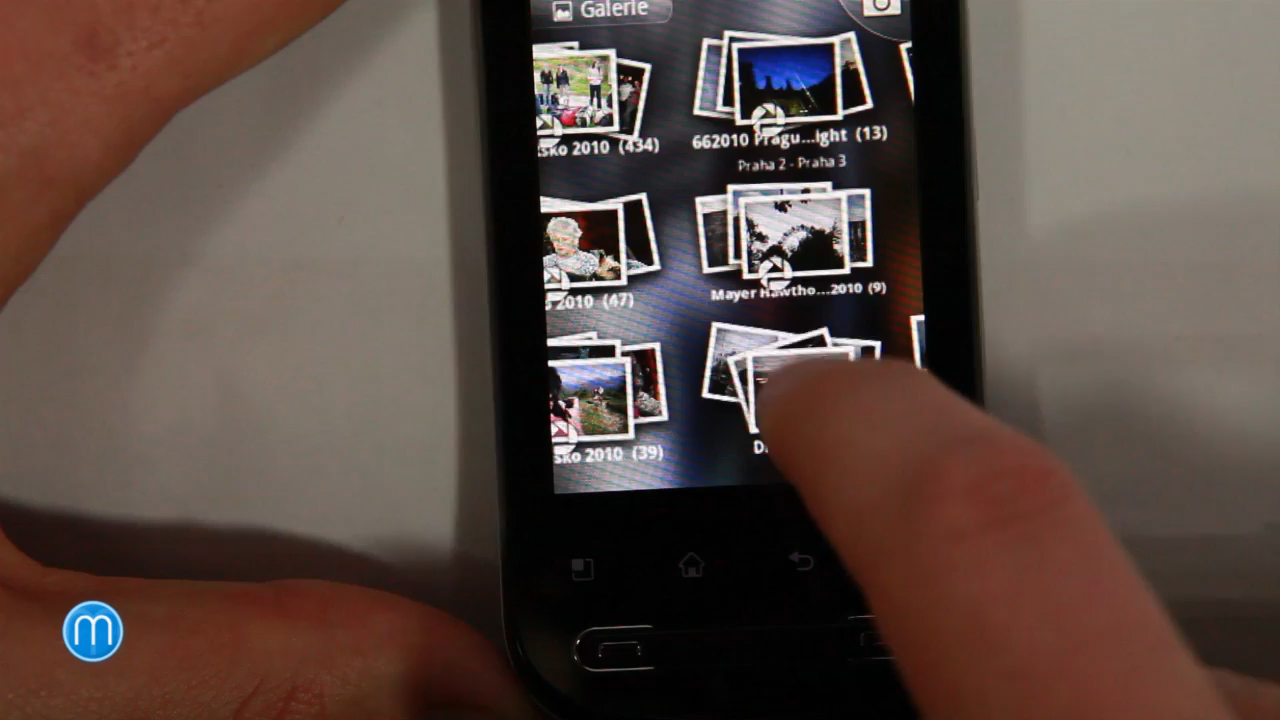 Galerie
sko 2010 (434)
662010 Pragu...ight (13)
Praha 2 - Praha 3
2010 (47)
Mayer Hawtho...2010 (9)
sko 2010 (39)
D
m